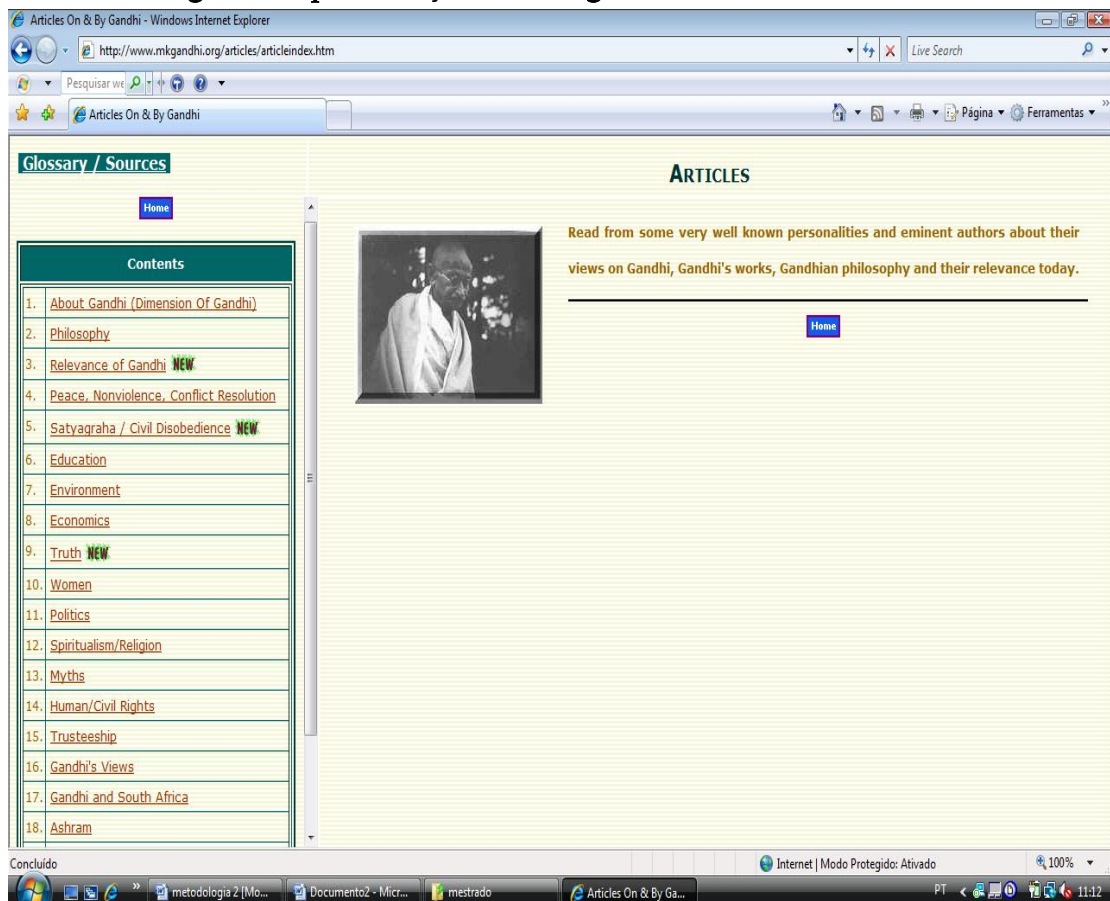 Articles On & By Gandhi - Windows Internet Explorer
http://www.mkgandhi.org/articles/articleindex.htm
Live Search
Pesquisar we
Articles On & By Gandhi
Página
Ferramentas
Glossary / Sources
Home
Contents
1. About Gandhi (Dimension Of Gandhi)
2. Philosophy
3. Relevance of Gandhi NEW
4. Peace, Nonviolence, Conflict Resolution
5. Satyagraha / Civil Disobedience NEW
6. Education
7. Environment
8. Economics
9. Truth NEW
10. Women
11. Politics
12. Spiritualism/Religion
13. Myths
14. Human/Civil Rights
15. Trusteeship
16. Gandhi's Views
17. Gandhi and South Africa
18. Ashram
ARTICLES
Read from some very well known personalities and eminent authors about their
views on Gandhi, Gandhi's works, Gandhian philosophy and their relevance today.
Home
Concluído
Internet | Modo Protegido: Ativado
100%
metodologia 2 [Mo...
Documento2 - Micr...
mestrado
Articles On & By Ga...
PT
11:12